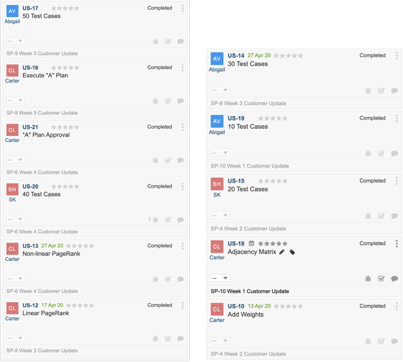 AV
US-17
Completed
Abigail
50 Test Cases
--
SP-9 Week 5 Customer Update
CL
US-16
Completed
Carter
Execute "A" Plan
--
SP-8 Week 5 Customer Update
CL
US-21
Completed
Carter
"A" Plan Approval
--
SP-6 Week 4 Customer Update
SH
US-20
Completed
SK
40 Test Cases
--
1
SP-6 Week 4 Customer Update
CL
US-13 27 Apr 20
Completed
Carter
Non-linear PageRank
--
SP-6 Week 4 Customer Update
CL
US-12 17 Apr 20
Completed
Carter
Linear PageRank
--
SP-8 Week 3 Customer Update
AV
US-14 27 Apr 20
Completed
Abigail
30 Test Cases
--
SP-8 Week 3 Customer Update
AV
US-19
Completed
Abigail
10 Test Cases
--
SP-10 Week 1 Customer Update
SH
US-15
Completed
SK
20 Test Cases
--
SP-4 Week 2 Customer Update
CL
US-18
Completed
Carter
Adjacency Matrix
--
SP-10 Week 1 Customer Update
CL
US-10 13 Apr 20
Completed
Carter
Add Weights
--
SP-4 Week 2 Customer Update